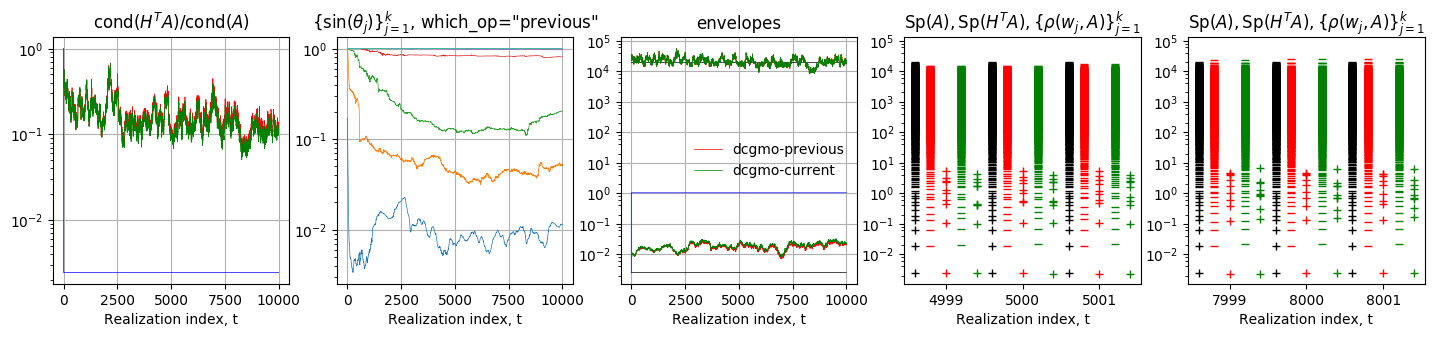 cond(H^T A)/cond(A)
10^0
10^{-1}
10^{-2}
0 2500 5000 7500 10000
Realization index, t
{sin(θ_j)}_{j=1}^k, which_op="previous"
10^0
10^{-1}
10^{-2}
0 2500 5000 7500 10000
Realization index, t
envelopes
10^5
10^4
10^3
10^2
10^1
10^0
10^{-1}
10^{-2}
dcgmo-previous
dcgmo-current
0 2500 5000 7500 10000
Realization index, t
Sp(A), Sp(H^T A), {ρ(w_j, A)}_{j=1}^k
10^5
10^4
10^3
10^2
10^1
10^0
10^{-1}
10^{-2}
4999 5000 5001
Realization index, t
Sp(A), Sp(H^T A), {ρ(w_j, A)}_{j=1}^k
10^5
10^4
10^3
10^2
10^1
10^0
10^{-1}
10^{-2}
7999 8000 8001
Realization index, t